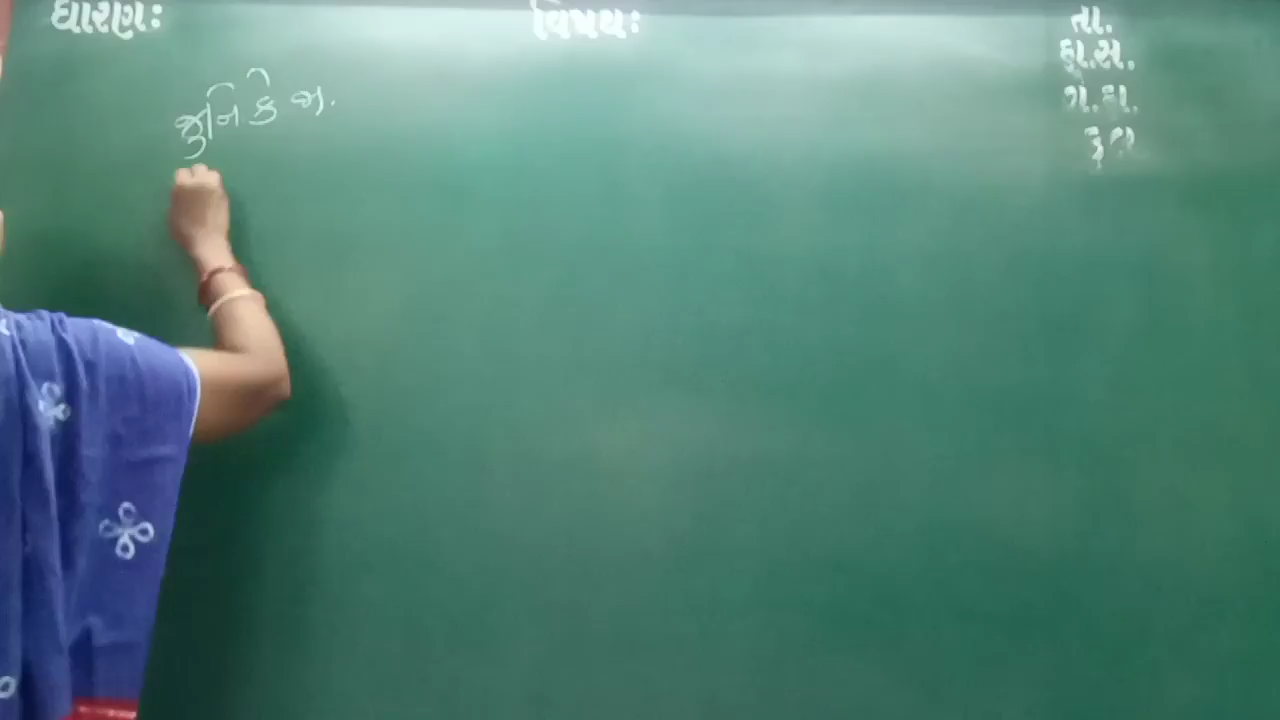 ધોરણઃ
વિષયઃ
તા.
હા.સ.
ગે.હા.
કુલ
જુનિ કે જી.